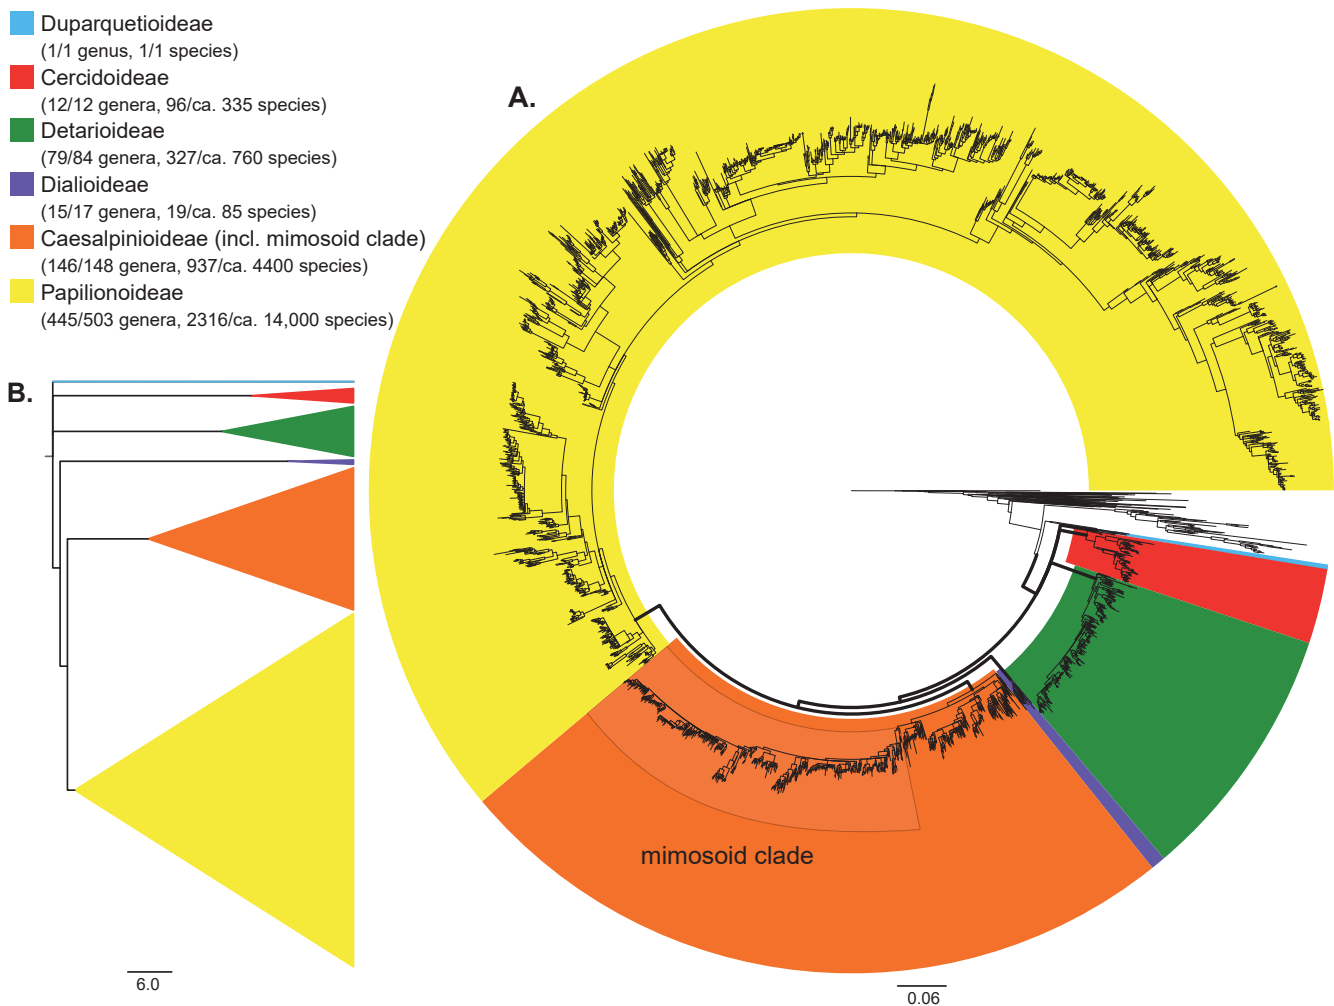 Duparquetioideae
(1/1 genus, 1/1 species)
Cercidoideae
(12/12 genera, 96/ca. 335 species)
Detarioideae
(79/84 genera, 327/ca. 760 species)
Dialioideae
(15/17 genera, 19/ca. 85 species)
Caesalpinioideae (incl. mimosoid clade)
(146/148 genera, 937/ca. 4400 species)
Papilionoideae
(445/503 genera, 2316/ca. 14,000 species)
A.
B.
mimosoid clade
6.0
0.06